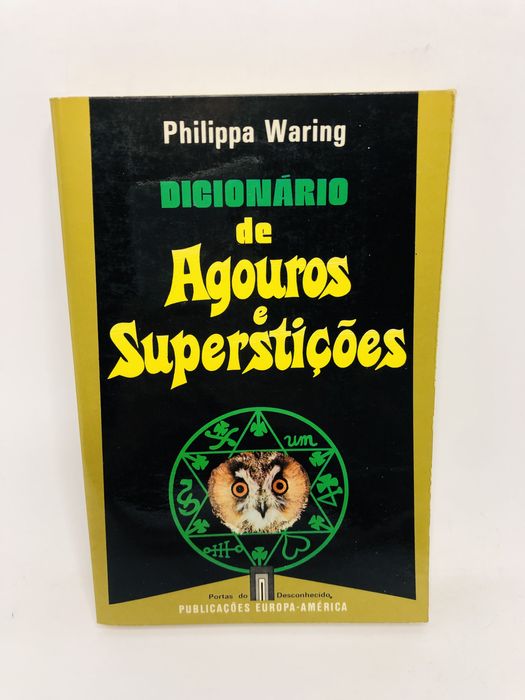 Philippa Waring
DICIONÁRIO
de
Agouros
e
Superstições
um
Portas do Desconhecido
PUBLICAÇÕES EUROPA-AMÉRICA